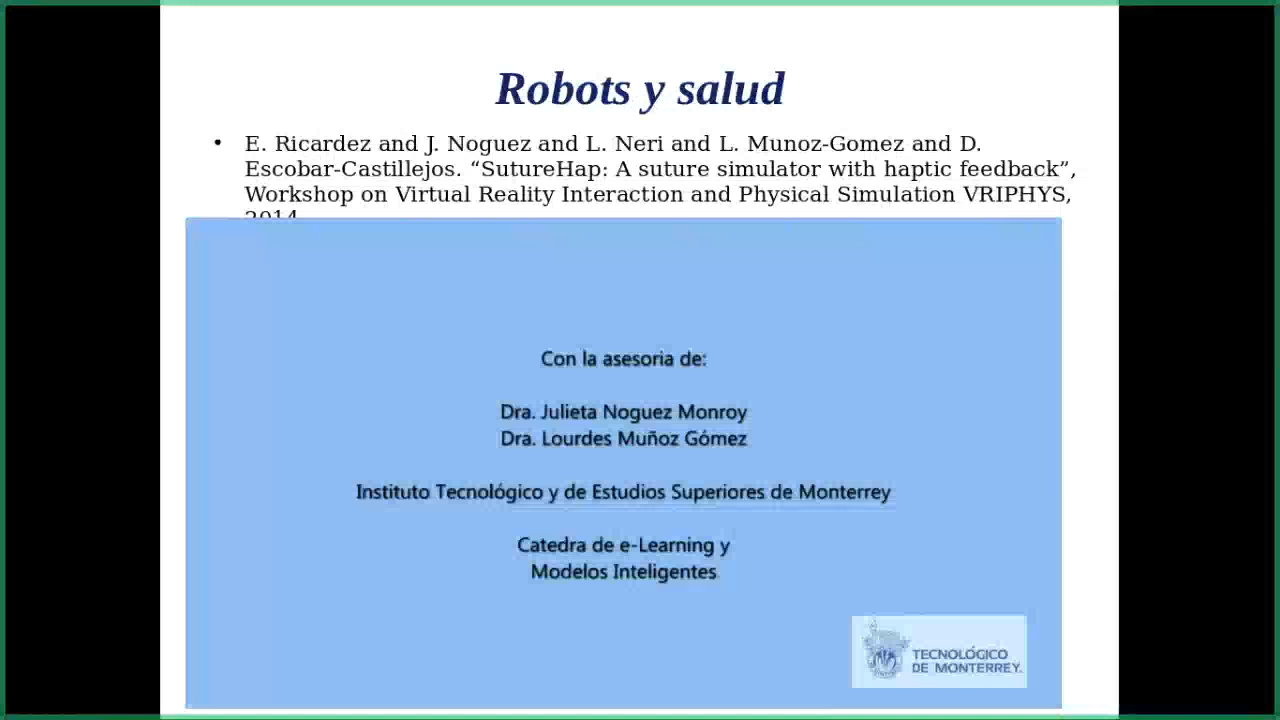 Robots y salud
• E. Ricardez and J. Noguez and L. Neri and L. Munoz-Gomez and D.
Escobar-Castillejos. “SutureHap: A suture simulator with haptic feedback”,
Workshop on Virtual Reality Interaction and Physical Simulation VRIPHYS,
2014
Con la asesoria de:
Dra. Julieta Noguez Monroy
Dra. Lourdes Muñoz Gómez
Instituto Tecnológico y de Estudios Superiores de Monterrey
Catedra de e-Learning y
Modelos Inteligentes
TECNOLÓGICO
DE MONTERREY.